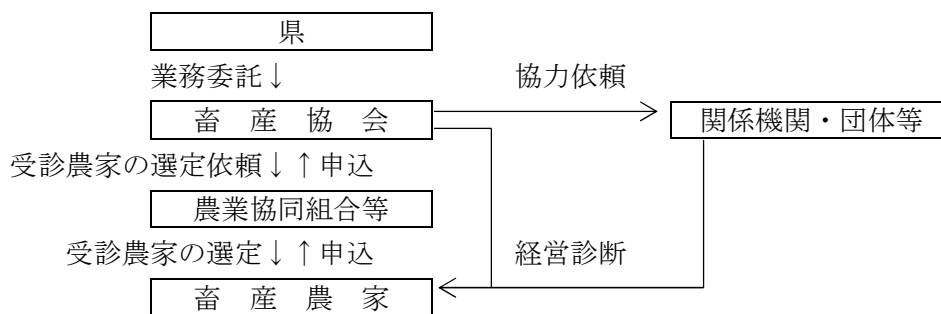 県
業務委託↓ 協力依頼
畜産協会 関係機関・団体等
受診農家の選定依頼↓↑申込
農業協同組合等
受診農家の選定↓↑申込 経営診断
畜産農家